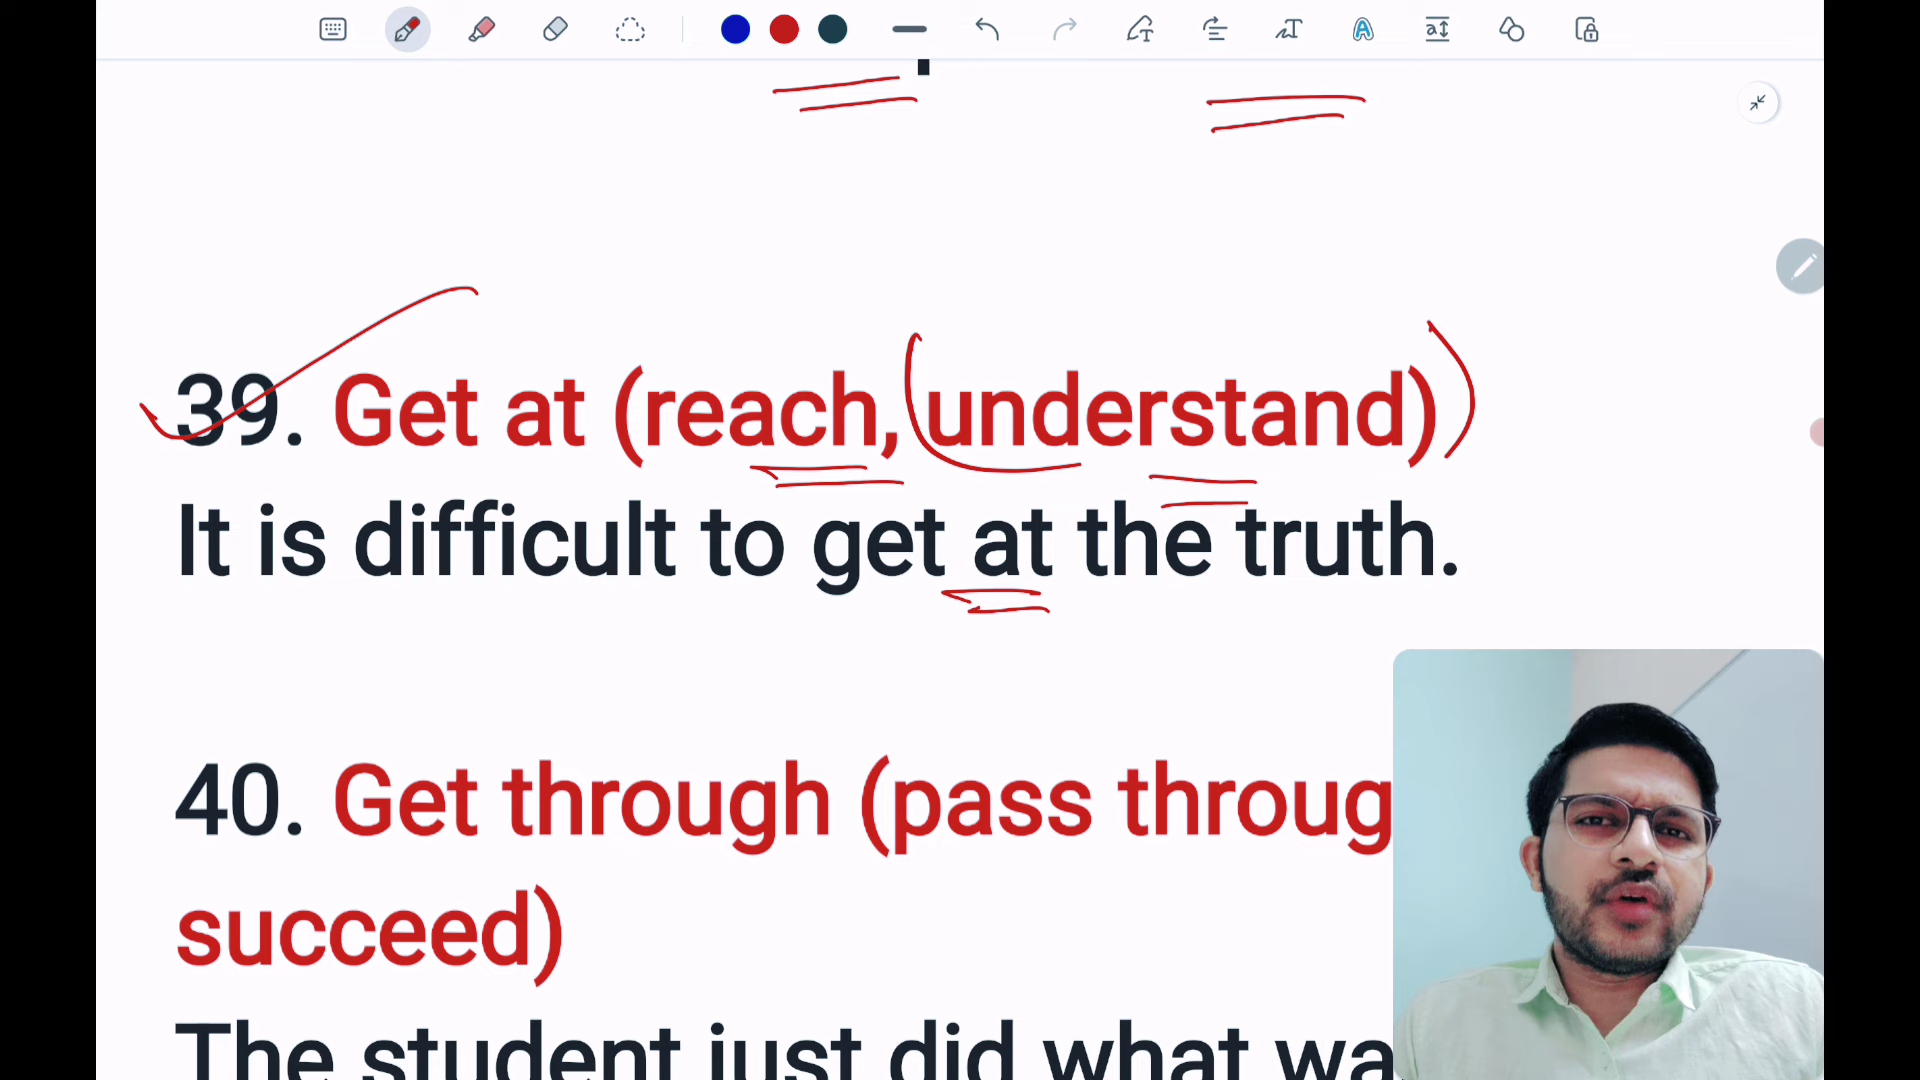 39. Get at (reach, understand)
It is difficult to get at the truth.
40. Get through (pass throug
succeed)
The student just did what wa